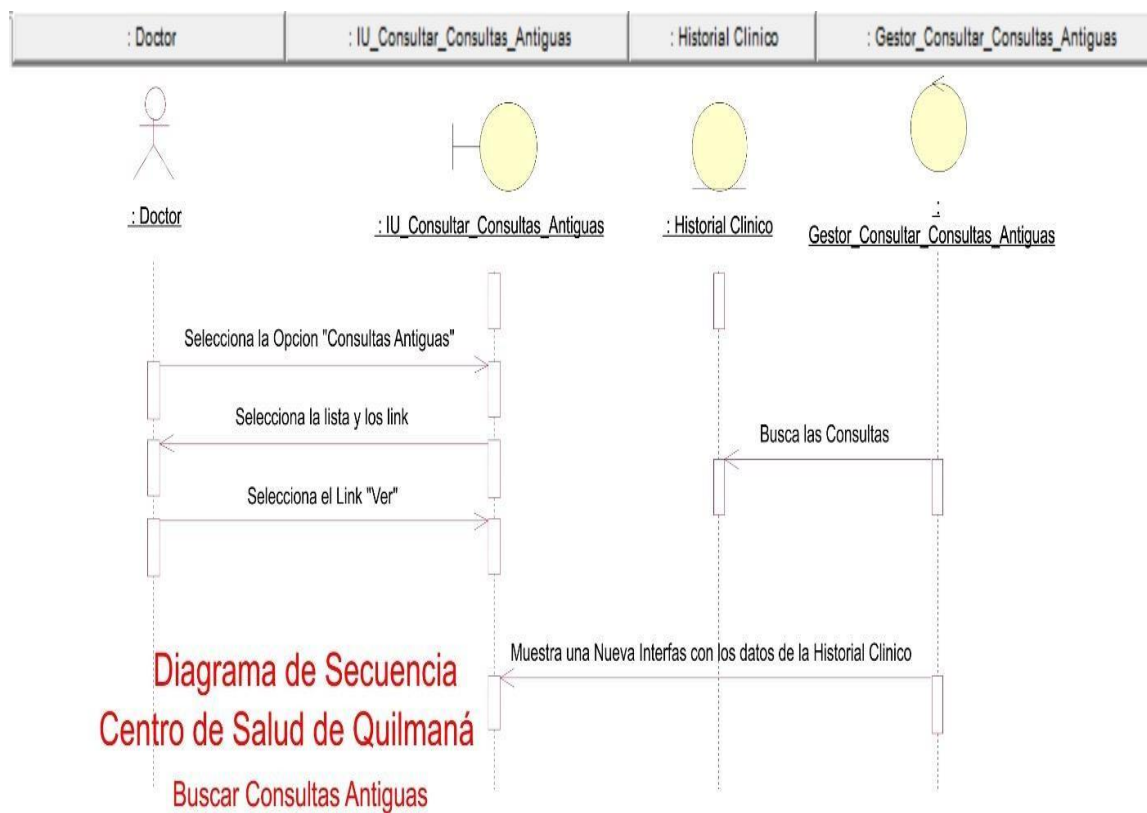 : Doctor
: IU_Consultar_Consultas_Antiguas
: Historial Clinico
: Gestor_Consultar_Consultas_Antiguas
: Doctor
: IU_Consultar_Consultas_Antiguas
: Historial Clinico
:
Gestor_Consultar_Consultas_Antiguas
Selecciona la Opcion "Consultas Antiguas"
Selecciona la lista y los link
Busca las Consultas
Selecciona el Link "Ver"
Muestra una Nueva Interfas con los datos de la Historial Clinico
Diagrama de Secuencia
Centro de Salud de Quilmaná
Buscar Consultas Antiguas